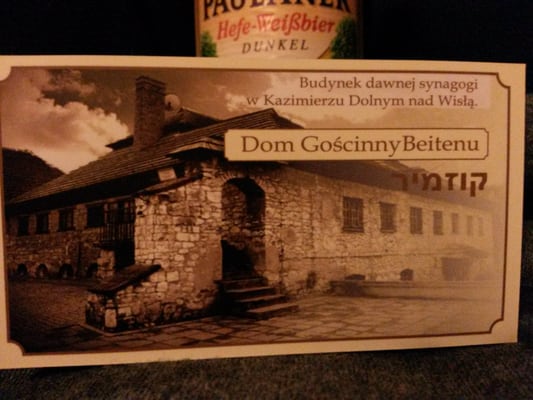 PAULANER
Hefe-Weißbier
DUNKEL
Budynek dawnej synagogi
w Kazimierzu Dolnym nad Wisłą.
Dom GościnnyBeitenu
קוזמיר